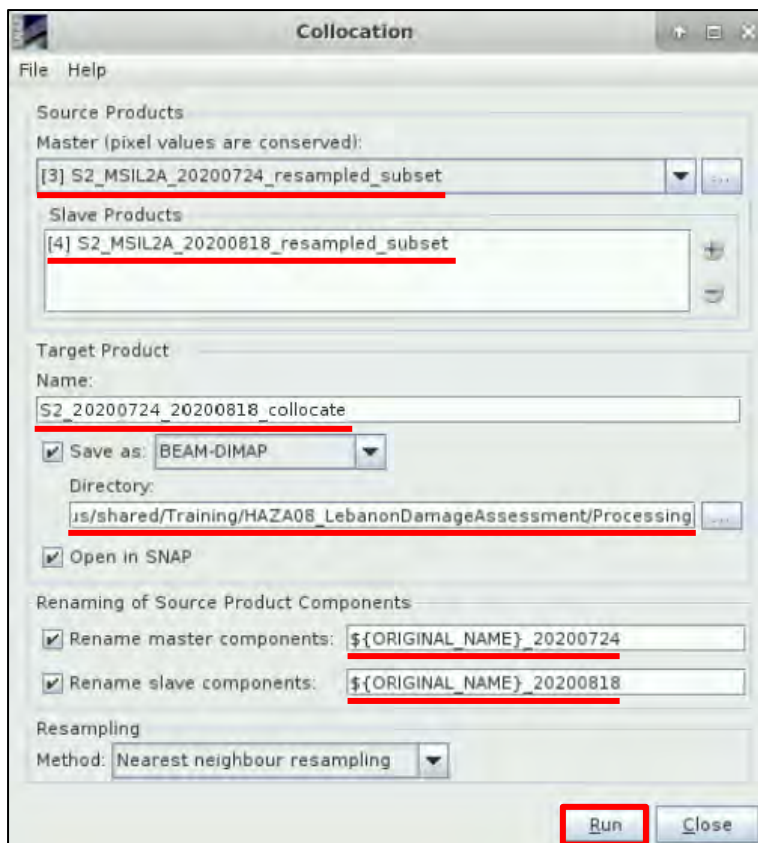 Collocation
File Help
Source Products
Master (pixel values are conserved):
[3] S2_MSIL2A_20200724_resampled_subset
...
Slave Products
[4] S2_MSIL2A_20200818_resampled_subset
Target Product
Name:
S2_20200724_20200818_collocate
Save as: BEAM-DIMAP
Directory:
us/shared/Training/HAZA08_LebanonDamageAssessment/Processing
...
Open in SNAP
Renaming of Source Product Components
Rename master components: ${ORIGINAL_NAME}_20200724
Rename slave components: ${ORIGINAL_NAME}_20200818
Resampling
Method: Nearest neighbour resampling
Run Close